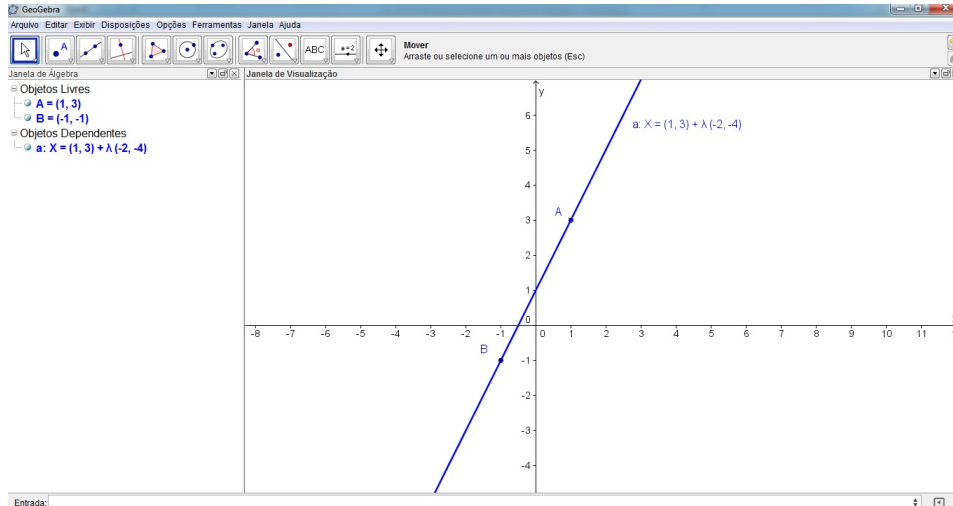 GeoGebra
Arquivo Editar Exibir Disposições Opções Ferramentas Janela Ajuda
A
ABC
a=2
Mover
Arraste ou selecione um ou mais objetos (Esc)
Janela de Álgebra
Janela de Visualização
Objetos Livres
A = (1, 3)
B = (-1, -1)
Objetos Dependentes
a: X = (1, 3) + λ (-2, -4)
y
6
a: X = (1, 3) + λ (-2, -4)
5
4
A
3
2
1
0
-8 -7 -6 -5 -4 -3 -2 -1 0 1 2 3 4 5 6 7 8 9 10 11
B
-1
-2
-3
-4
Entrada: